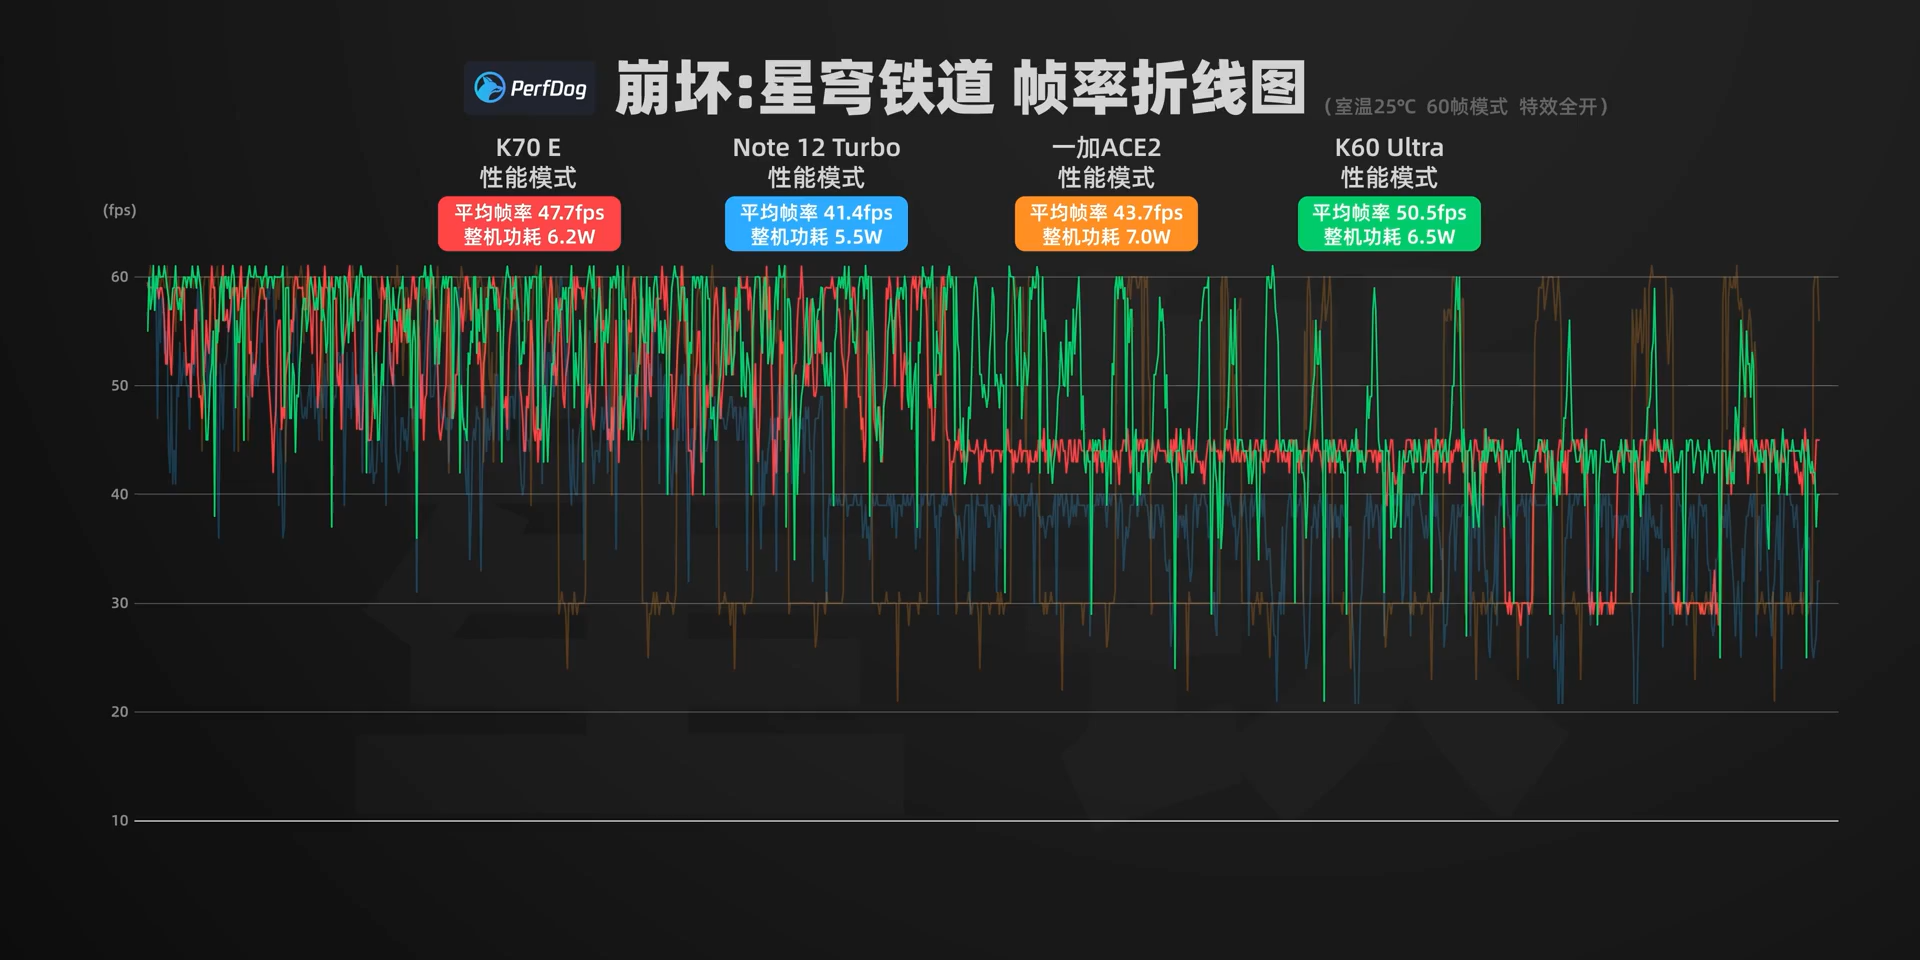 PerfDog
崩坏:星穹铁道 帧率折线图
(室温25℃ 60帧模式 特效全开)
K70 E
性能模式
平均帧率 47.7fps
整机功耗 6.2W
Note 12 Turbo
性能模式
平均帧率 41.4fps
整机功耗 5.5W
一加ACE2
性能模式
平均帧率 43.7fps
整机功耗 7.0W
K60 Ultra
性能模式
平均帧率 50.5fps
整机功耗 6.5W
(fps)
60
50
40
30
20
10